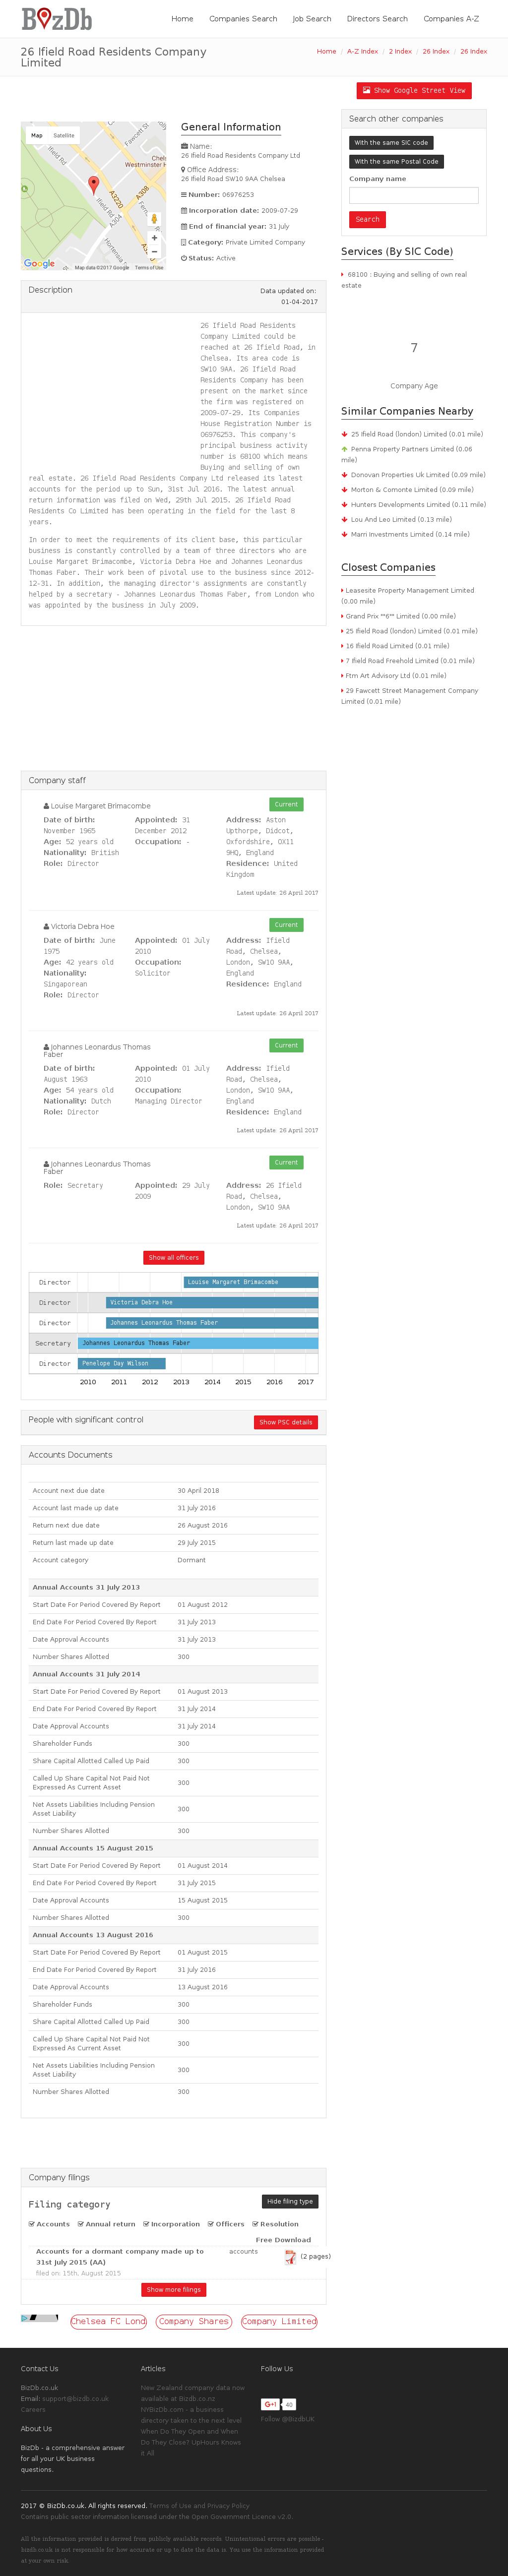 BizDb
Home
Companies Search
Job Search
Directors Search
Companies A-Z
26 Ifield Road Residents Company
Limited
Home / A-Z Index / 2 Index / 26 Index / 26 Index
Show Google Street View
Map
Satellite
A3220
Google
Map data ©2017 Google
Terms of Use
General Information
Name:
26 Ifield Road Residents Company Ltd
Office Address:
26 Ifield Road SW10 9AA Chelsea
Number: 06976253
Incorporation date: 2009-07-29
End of financial year: 31 July
Category: Private Limited Company
Status: Active
Description
Data updated on:
01-04-2017
26 Ifield Road Residents
Company Limited could be
reached at 26 Ifield Road, in
Chelsea. Its area code is
SW10 9AA. 26 Ifield Road
Residents Company has been
present on the market since
the firm was registered on
2009-07-29. Its Companies
House Registration Number is
06976253. This company's
principal business activity
number is 68100 which means
Buying and selling of own
real estate. 26 Ifield Road Residents Company Ltd released its latest
accounts for the period up to Sun, 31st Jul 2016. The latest annual
return information was filed on Wed, 29th Jul 2015. 26 Ifield Road
Residents Co Limited has been operating in the field for the last 8
years.
In order to meet the requirements of its client base, this particular
business is constantly controlled by a team of three directors who are
Louise Margaret Brimacombe, Victoria Debra Hoe and Johannes Leonardus
Thomas Faber. Their work been of pivotal use to the business since 2012-
12-31. In addition, the managing director's assignments are constantly
helped by a secretary - Johannes Leonardus Thomas Faber, from London who
was appointed by the business in July 2009.
Search other companies
With the same SIC code
With the same Postal Code
Company name
Search
Services (By SIC Code)
68100 : Buying and selling of own real
estate
7
Company Age
Similar Companies Nearby
25 Ifield Road (london) Limited (0.01 mile)
Penna Property Partners Limited (0.06
mile)
Donovan Properties Uk Limited (0.09 mile)
Morton & Comonte Limited (0.09 mile)
Hunters Developments Limited (0.11 mile)
Lou And Leo Limited (0.13 mile)
Marri Investments Limited (0.14 mile)
Closest Companies
Leasesite Property Management Limited
(0.00 mile)
Grand Prix ""6"" Limited (0.00 mile)
25 Ifield Road (london) Limited (0.01 mile)
16 Ifield Road Limited (0.01 mile)
7 Ifield Road Freehold Limited (0.01 mile)
Ftm Art Advisory Ltd (0.01 mile)
29 Fawcett Street Management Company
Limited (0.01 mile)
Company staff
Louise Margaret Brimacombe
Current
Date of birth:
November 1965
Age: 52 years old
Nationality: British
Role: Director
Appointed: 31
December 2012
Occupation: -
Address: Aston
Upthorpe, Didcot,
Oxfordshire, OX11
9HQ, England
Residence: United
Kingdom
Latest update: 26 April 2017
Victoria Debra Hoe
Current
Date of birth: June
1975
Age: 42 years old
Nationality:
Singaporean
Role: Director
Appointed: 01 July
2010
Occupation:
Solicitor
Address: Ifield
Road, Chelsea,
London, SW10 9AA,
England
Residence: England
Latest update: 26 April 2017
Johannes Leonardus Thomas
Faber
Current
Date of birth:
August 1963
Age: 54 years old
Nationality: Dutch
Role: Director
Appointed: 01 July
2010
Occupation:
Managing Director
Address: Ifield
Road, Chelsea,
London, SW10 9AA,
England
Residence: England
Latest update: 26 April 2017
Johannes Leonardus Thomas
Faber
Current
Role: Secretary
Appointed: 29 July
2009
Address: 26 Ifield
Road, Chelsea,
London, SW10 9AA
Latest update: 26 April 2017
Show all officers
Director Louise Margaret Brimacombe
Director Victoria Debra Hoe
Director Johannes Leonardus Thomas Faber
Secretary Johannes Leonardus Thomas Faber
Director Penelope Day Wilson
2010 2011 2012 2013 2014 2015 2016 2017
People with significant control
Show PSC details
Accounts Documents
Account next due date 30 April 2018
Account last made up date 31 July 2016
Return next due date 26 August 2016
Return last made up date 29 July 2015
Account category Dormant
Annual Accounts 31 July 2013
Start Date For Period Covered By Report 01 August 2012
End Date For Period Covered By Report 31 July 2013
Date Approval Accounts 31 July 2013
Number Shares Allotted 300
Annual Accounts 31 July 2014
Start Date For Period Covered By Report 01 August 2013
End Date For Period Covered By Report 31 July 2014
Date Approval Accounts 31 July 2014
Shareholder Funds 300
Share Capital Allotted Called Up Paid 300
Called Up Share Capital Not Paid Not
Expressed As Current Asset 300
Net Assets Liabilities Including Pension
Asset Liability 300
Number Shares Allotted 300
Annual Accounts 15 August 2015
Start Date For Period Covered By Report 01 August 2014
End Date For Period Covered By Report 31 July 2015
Date Approval Accounts 15 August 2015
Number Shares Allotted 300
Annual Accounts 13 August 2016
Start Date For Period Covered By Report 01 August 2015
End Date For Period Covered By Report 31 July 2016
Date Approval Accounts 13 August 2016
Shareholder Funds 300
Share Capital Allotted Called Up Paid 300
Called Up Share Capital Not Paid Not
Expressed As Current Asset 300
Net Assets Liabilities Including Pension
Asset Liability 300
Number Shares Allotted 300
Company filings
Filing category
Hide filing type
Accounts Annual return Incorporation Officers Resolution
Free Download
Accounts for a dormant company made up to
31st July 2015 (AA)
accounts
(2 pages)
filed on: 15th, August 2015
Show more filings
Chelsea FC Lond
Company Shares
Company Limited
Contact Us
BizDb.co.uk
Email: support@bizdb.co.uk
Careers
About Us
BizDb - a comprehensive answer
for all your UK business
questions.
Articles
New Zealand company data now
available at Bizdb.co.nz
NYBizDb.com - a business
directory taken to the next level
When Do They Open and When
Do They Close? UpHours Knows
It All
Follow Us
G+1 40
Follow @BizdbUK
2017 © BizDb.co.uk. All rights reserved. Terms of Use and Privacy Policy
Contains public sector information licensed under the Open Government Licence v2.0.
All the information provided is derived from publicly available records. Unintentional errors are possible -
bizdb.co.uk is not responsible for how accurate or up to date the data is. You use the information provided
at your own risk.